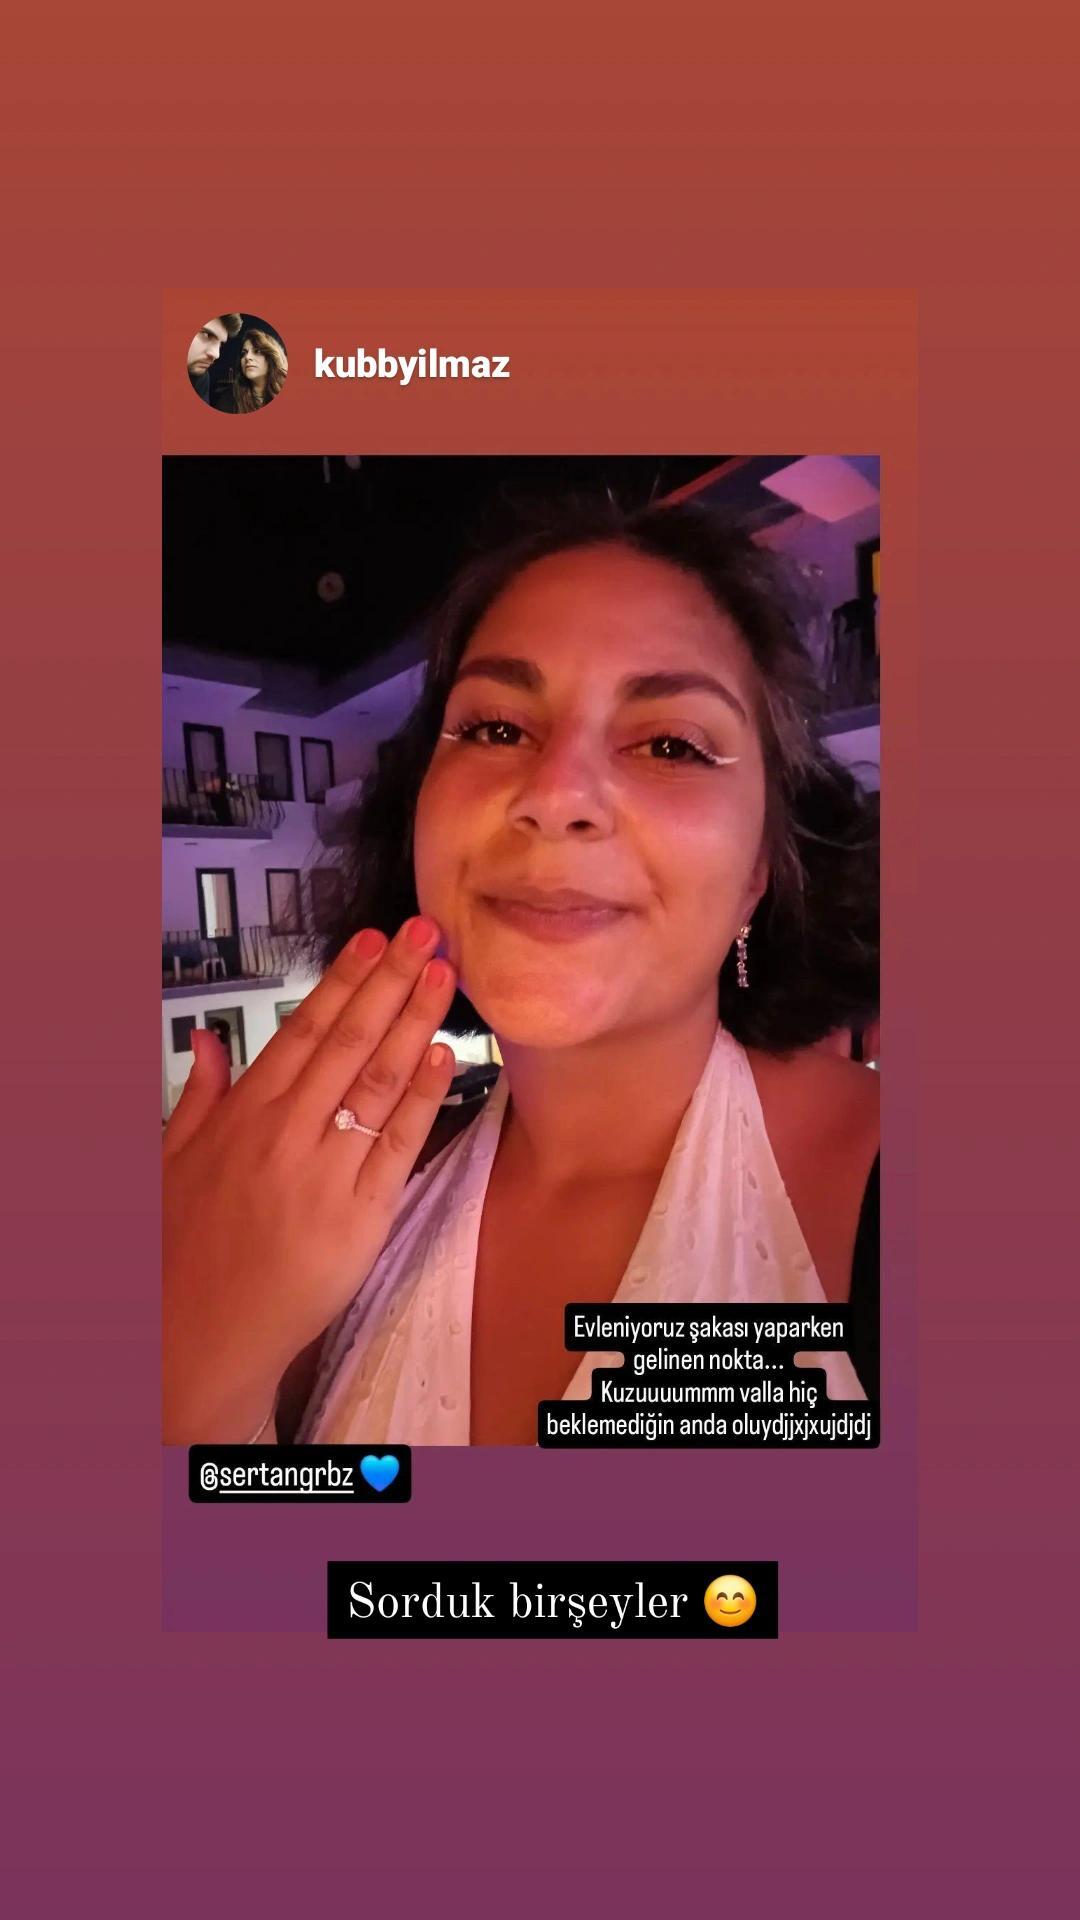 kubbyilmaz
Evleniyoruz şakası yaparken
gelinen nokta...
Kuzuuuummm valla hiç
beklemediğin anda oluydjjxjxujdjdj
@sertangrbz 💙
Sorduk birşeyler 😊